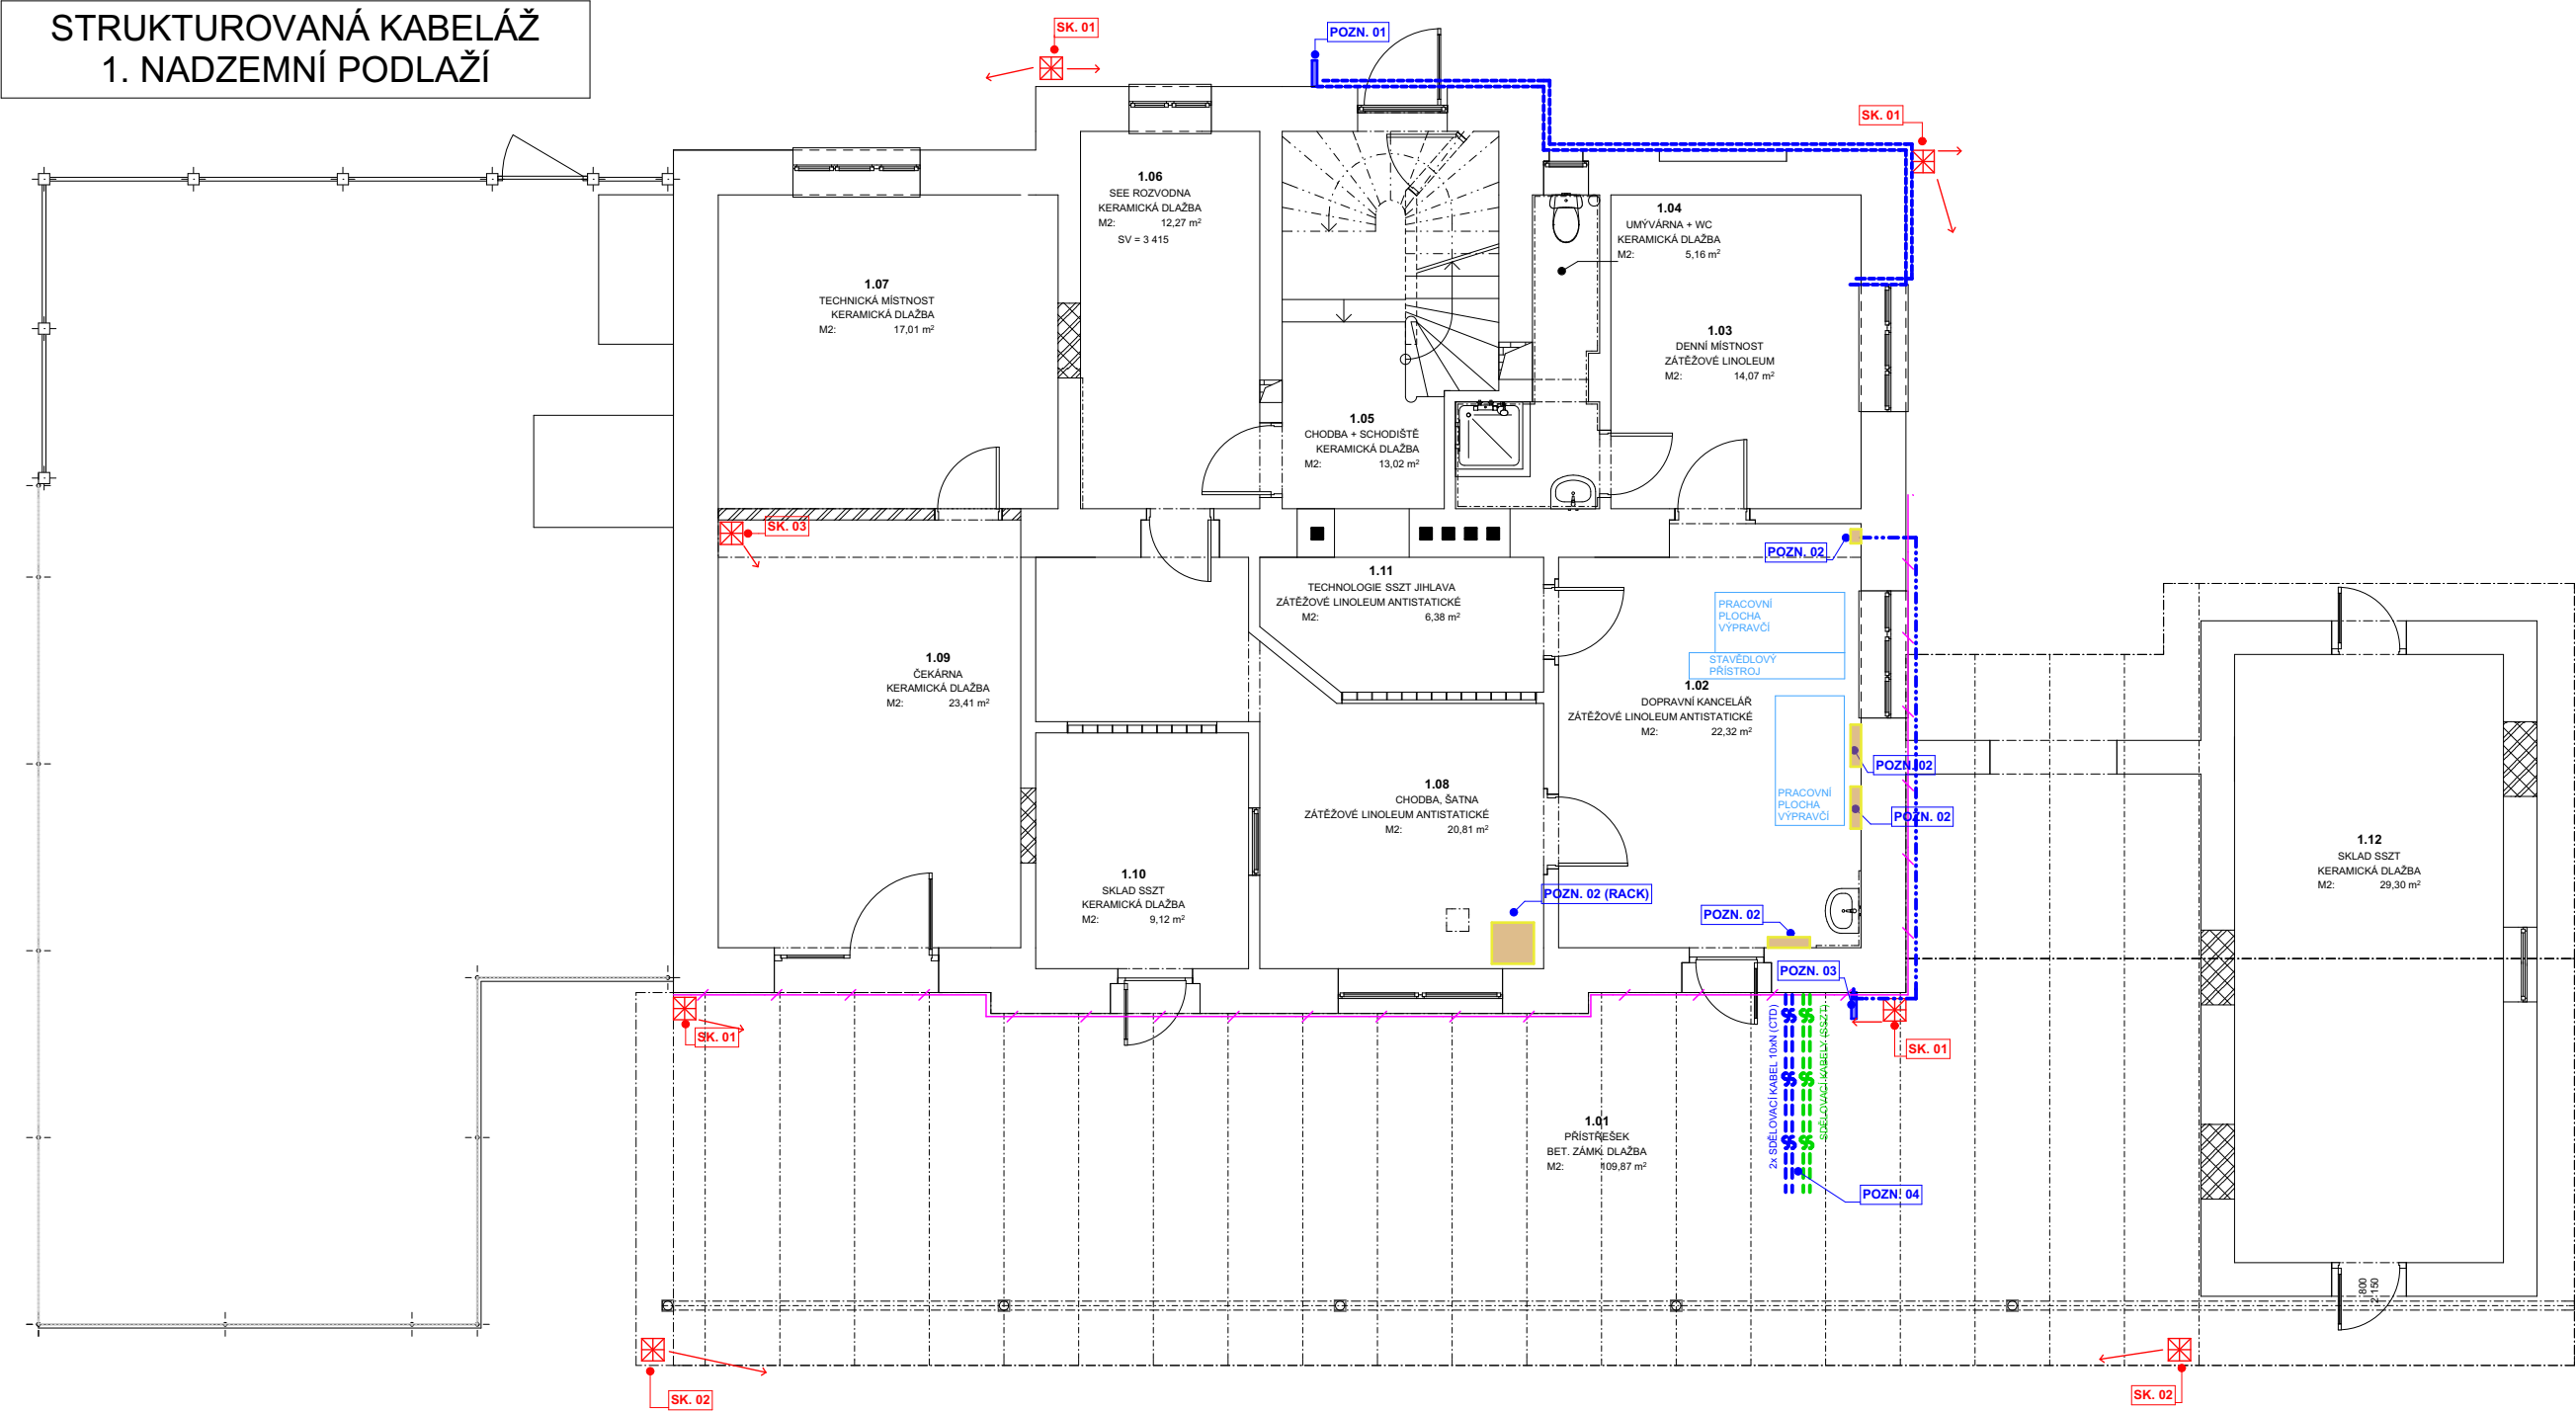 STRUKTUROVANÁ KABELÁŽ
1. NADZEMNÍ PODLAŽÍ
SK. 01
POZN. 01
SK. 01
1.06
SEE ROZVODNA
KERAMICKÁ DLAŽBA
M2: 12,27 m²
SV = 3 415
1.04
UMÝVÁRNA + WC
KERAMICKÁ DLAŽBA
M2: 5,16 m²
1.07
TECHNICKÁ MÍSTNOST
KERAMICKÁ DLAŽBA
M2: 17,01 m²
1.03
DENNÍ MÍSTNOST
ZÁTĚŽOVÉ LINOLEUM
M2: 14,07 m²
1.05
CHODBA + SCHODIŠTĚ
KERAMICKÁ DLAŽBA
M2: 13,02 m²
SK. 03
POZN. 02
1.11
TECHNOLOGIE SSZT JIHLAVA
ZÁTĚŽOVÉ LINOLEUM ANTISTATICKÉ
M2: 6,38 m²
PRACOVNÍ
PLOCHA
VÝPRAVČÍ
STAVĚDLOVÝ
PŘÍSTROJ
1.09
ČEKÁRNA
KERAMICKÁ DLAŽBA
M2: 23,41 m²
1.02
DOPRAVNÍ KANCELÁŘ
ZÁTĚŽOVÉ LINOLEUM ANTISTATICKÉ
M2: 22,32 m²
POZN. 02
PRACOVNÍ
PLOCHA
VÝPRAVČÍ
POZN. 02
1.08
CHODBA, ŠATNA
ZÁTĚŽOVÉ LINOLEUM ANTISTATICKÉ
M2: 20,81 m²
1.12
SKLAD SSZT
KERAMICKÁ DLAŽBA
M2: 29,30 m²
1.10
SKLAD SSZT
KERAMICKÁ DLAŽBA
M2: 9,12 m²
POZN. 02 (RACK)
POZN. 02
POZN. 03
SK. 01
SK. 01
2x SDĚLOVACÍ KABEL 10xN (CTD)
SDĚLOVACÍ KABELY (SSZT)
1.01
PŘÍSTŘEŠEK
BET. ZÁMK. DLAŽBA
M2: 109,87 m²
POZN. 04
800
2 150
SK. 02
SK. 02